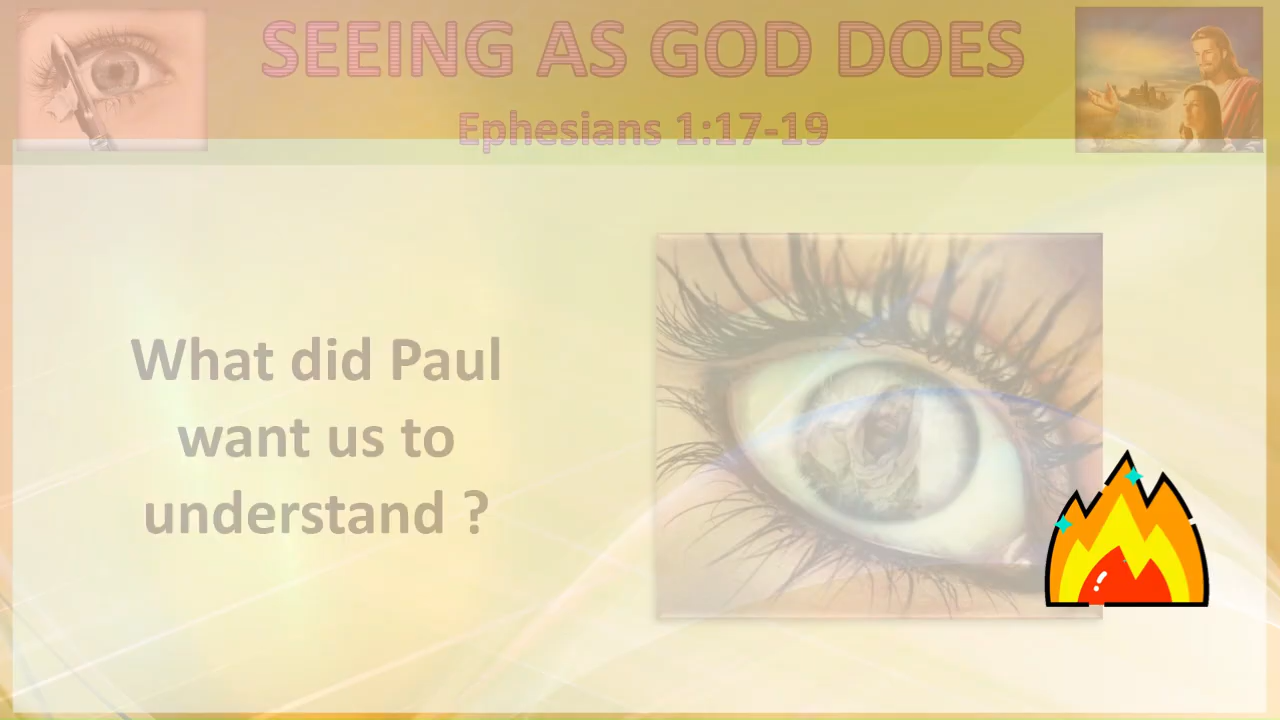 SEEING AS GOD DOES
Ephesians 1:17-19
What did Paul
want us to
understand ?